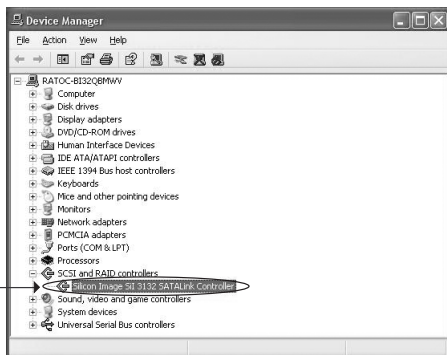 Device Manager
File Action View Help
RATOC-BI32QBMWV
Computer
Disk drives
Display adapters
DVD/CD-ROM drives
Human Interface Devices
IDE ATA/ATAPI controllers
IEEE 1394 Bus host controllers
Keyboards
Mice and other pointing devices
Monitors
Network adapters
PCMCIA adapters
Ports (COM & LPT)
Processors
SCSI and RAID controllers
Silicon Image SiI 3132 SATALink Controller
Sound, video and game controllers
System devices
Universal Serial Bus controllers